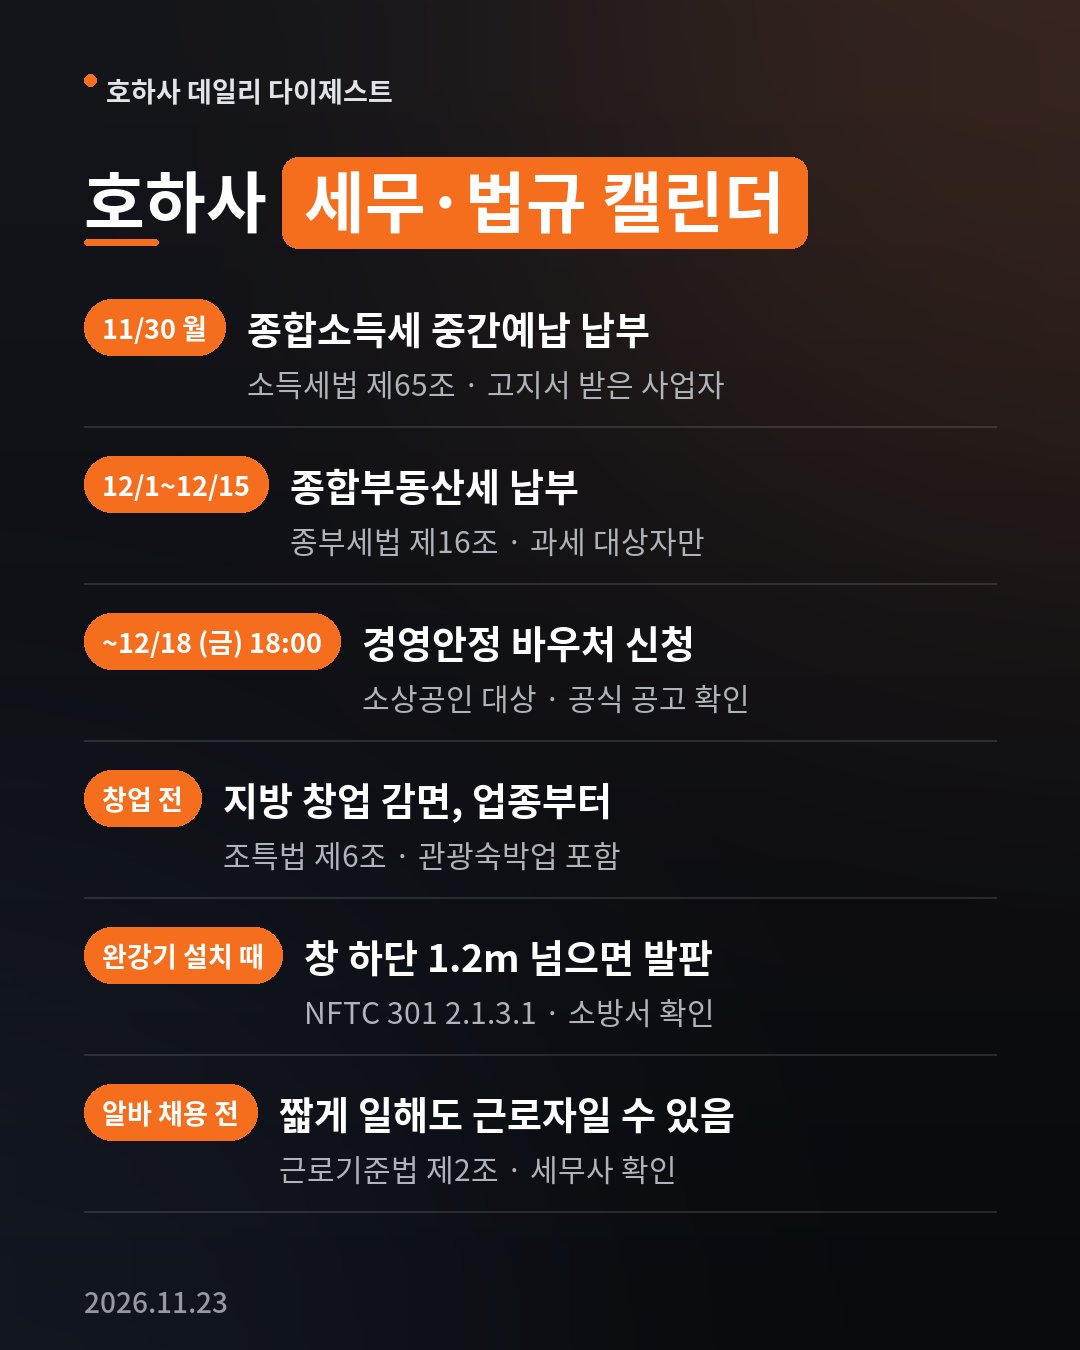 호하사 데일리 다이제스트
호하사 세무·법규 캘린더
11/30 월 종합소득세 중간예납 납부
소득세법 제65조 · 고지서 받은 사업자
12/1~12/15 종합부동산세 납부
종부세법 제16조 · 과세 대상자만
~12/18 (금) 18:00 경영안정 바우처 신청
소상공인 대상 · 공식 공고 확인
창업 전 지방 창업 감면, 업종부터
조특법 제6조 · 관광숙박업 포함
완강기 설치 때 창 하단 1.2m 넘으면 발판
NFTC 301 2.1.3.1 · 소방서 확인
알바 채용 전 짧게 일해도 근로자일 수 있음
근로기준법 제2조 · 세무사 확인
2026.11.23